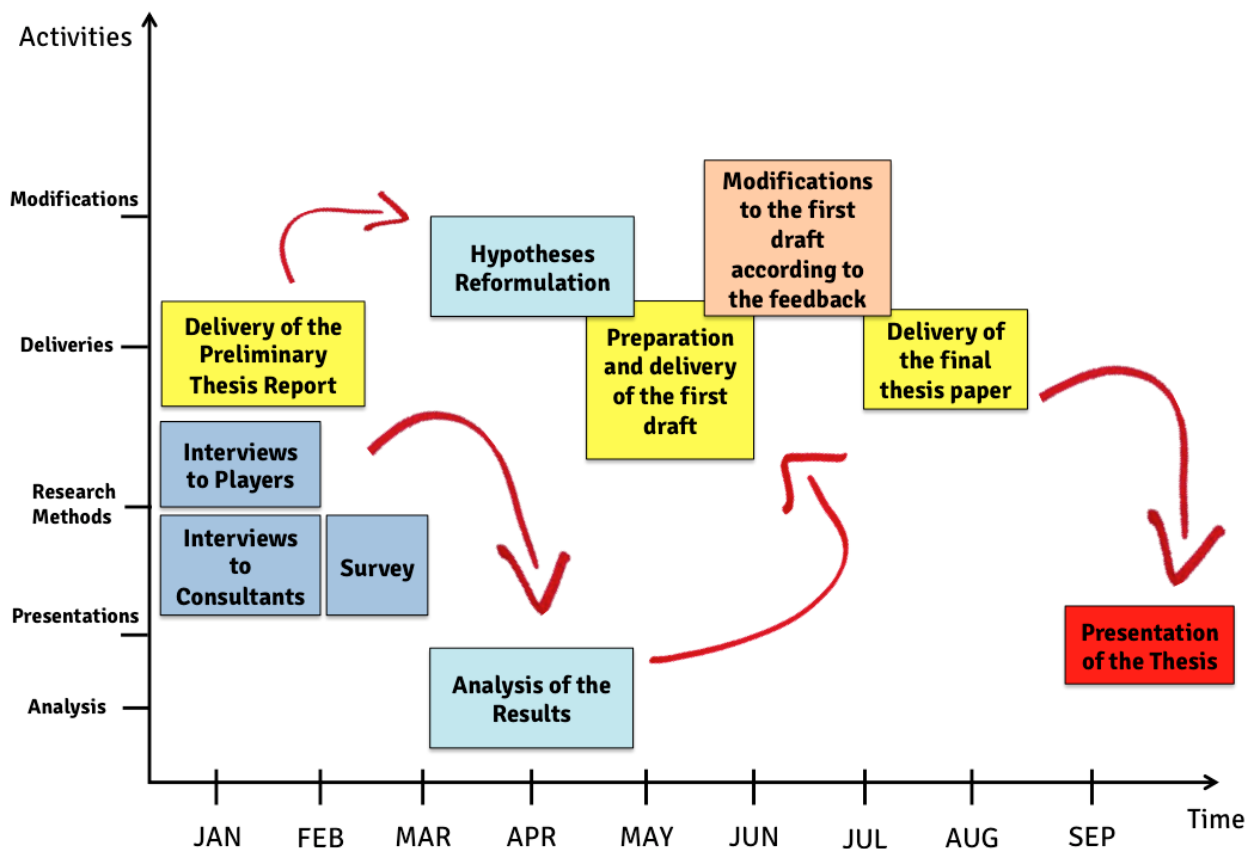 Activities
Modifications
Modifications
to the first
draft
according to
the feedback
Hypotheses
Reformulation
Deliveries
Delivery of the
Preliminary
Thesis Report
Preparation
and delivery
of the first
draft
Delivery of
the final
thesis paper
Interviews
to Players
Research
Methods
Interviews
to
Consultants
Survey
Presentations
Presentation
of the Thesis
Analysis
Analysis of the
Results
Time
JAN FEB MAR APR MAY JUN JUL AUG SEP